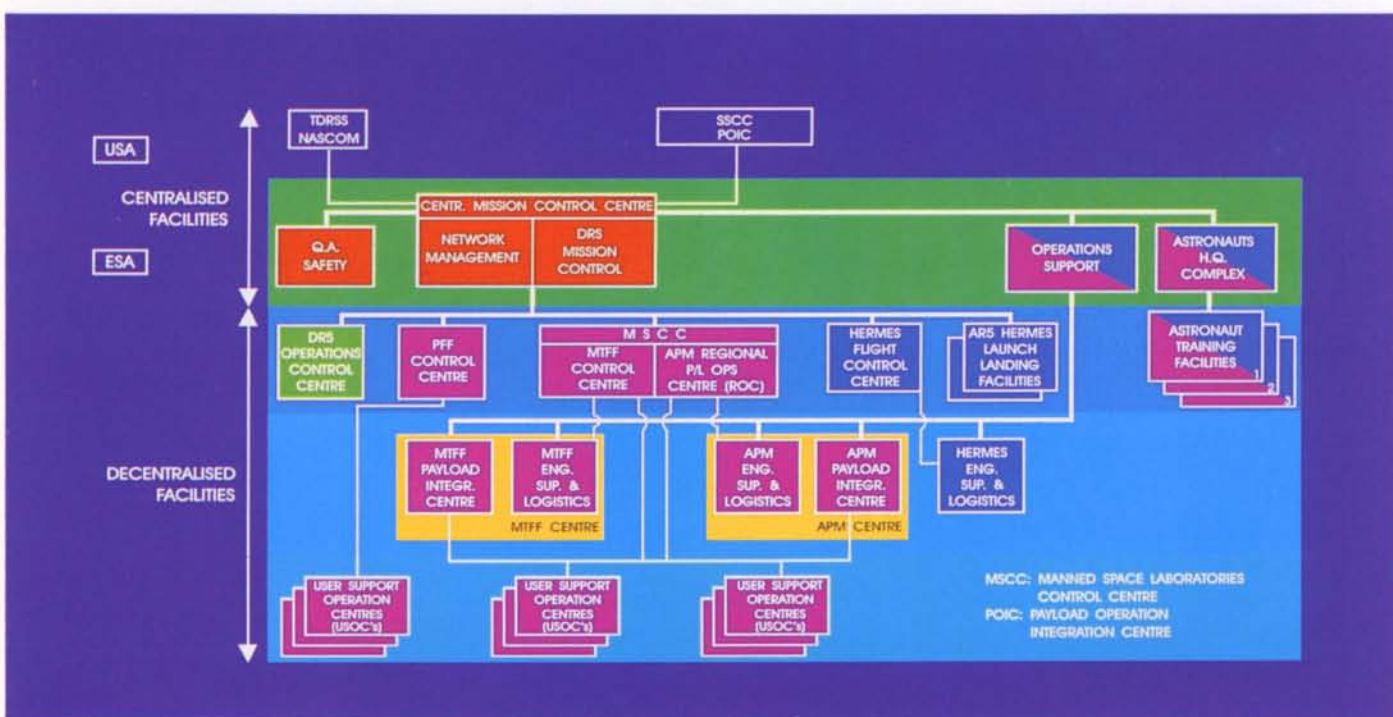 TDRSS
NASCOM
SSCC
POIC
USA
CENTRALISED
FACILITIES
ESA
CENTR. MISSION CONTROL CENTRE
Q.A.
SAFETY
NETWORK
MANAGEMENT
DRS
MISSION
CONTROL
OPERATIONS
SUPPORT
ASTRONAUTS
H.Q.
COMPLEX
DRS
OPERATIONS
CONTROL
CENTRE
PFF
CONTROL
CENTRE
M S C C
MTFF
CONTROL
CENTRE
APM REGIONAL
P/L OPS
CENTRE (ROC)
HERMES
FLIGHT
CONTROL
CENTRE
AR5 HERMES
LAUNCH
LANDING
FACILITIES
ASTRONAUT
TRAINING
FACILITIES
1
2
3
DECENTRALISED
FACILITIES
MTFF
PAYLOAD
INTEGR.
CENTRE
MTFF
ENG.
SUP. &
LOGISTICS
MTFF CENTRE
APM
ENG.
SUP. &
LOGISTICS
APM
PAYLOAD
INTEGR.
CENTRE
APM CENTRE
HERMES
ENG.
SUP. &
LOGISTICS
USER SUPPORT
OPERATION
CENTRES
(USOC's)
USER SUPPORT
OPERATION
CENTRES
(USOC's)
USER SUPPORT
OPERATION
CENTRES
(USOC's)
MSCC: MANNED SPACE LABORATORIES
CONTROL CENTRE
POIC: PAYLOAD OPERATION
INTEGRATION CENTRE